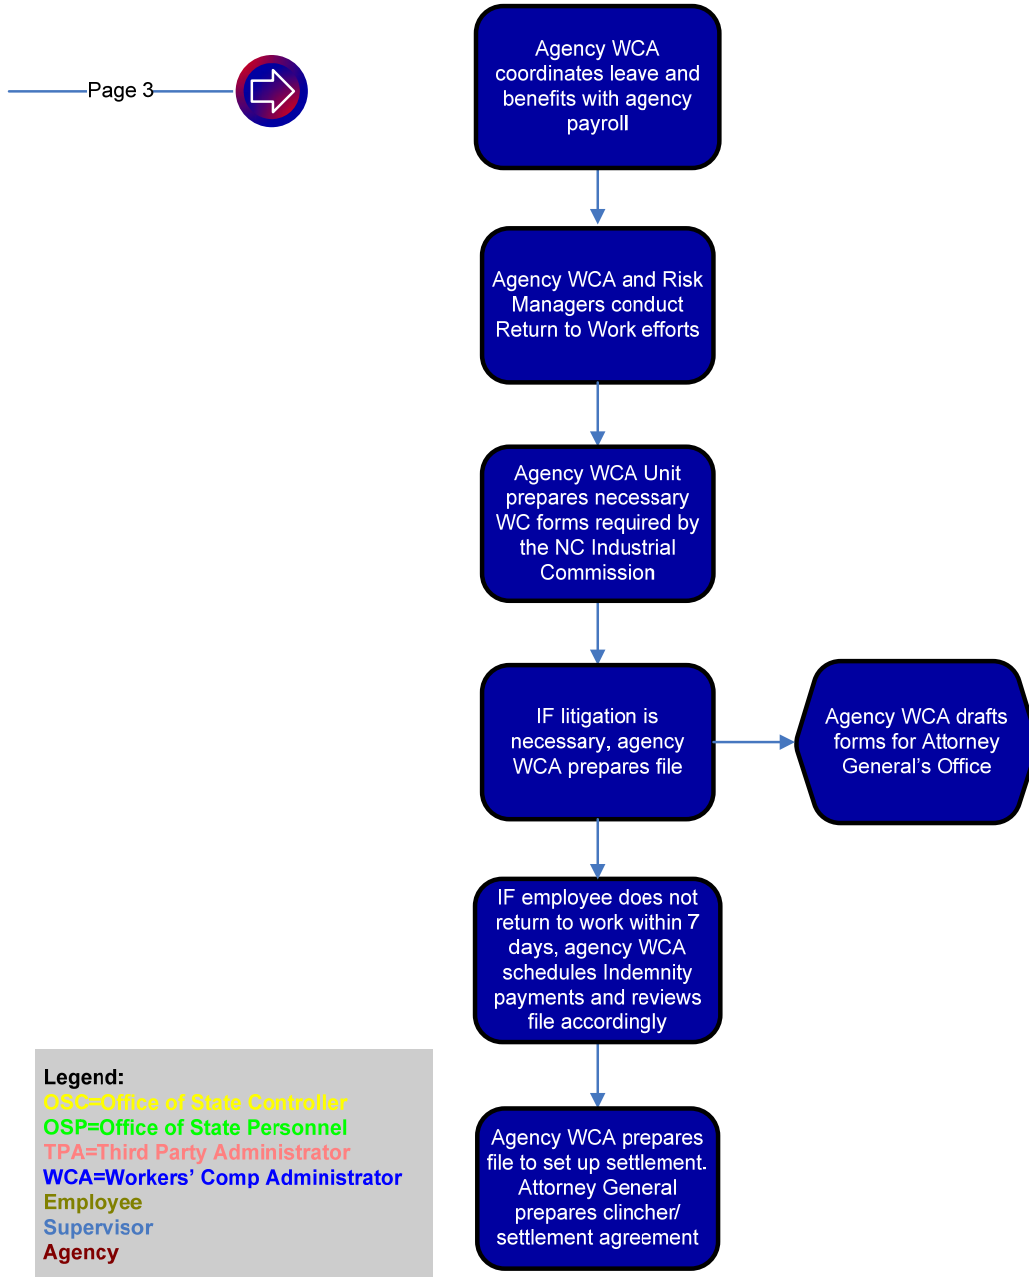 Page 3
Agency WCA
coordinates leave and
benefits with agency
payroll
Agency WCA and Risk
Managers conduct
Return to Work efforts
Agency WCA Unit
prepares necessary
WC forms required by
the NC Industrial
Commission
IF litigation is
necessary, agency
WCA prepares file
Agency WCA drafts
forms for Attorney
General’s Office
IF employee does not
return to work within 7
days, agency WCA
schedules Indemnity
payments and reviews
file accordingly
Agency WCA prepares
file to set up settlement.
Attorney General
prepares clincher/
settlement agreement
Legend:
OSC=Office of State Controller
OSP=Office of State Personnel
TPA=Third Party Administrator
WCA=Workers’ Comp Administrator
Employee
Supervisor
Agency